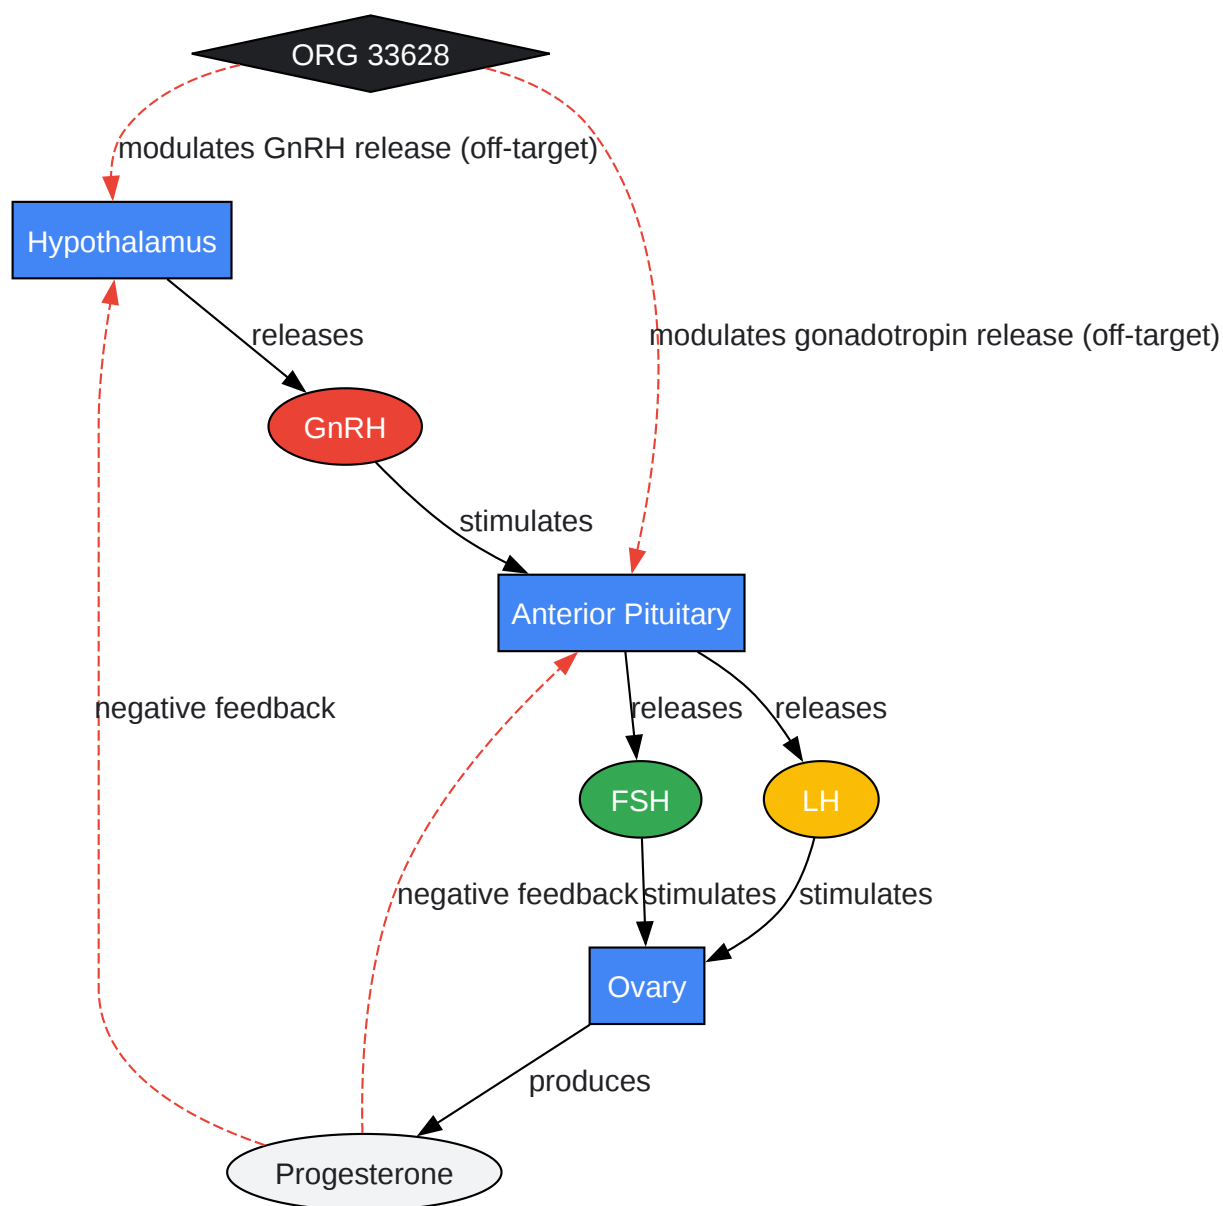 ORG 33628
modulates GnRH release (off-target)
Hypothalamus
releases
modulates gonadotropin release (off-target)
GnRH
stimulates
Anterior Pituitary
negative feedback
releases
releases
FSH
LH
negative feedback
stimulates
stimulates
Ovary
produces
Progesterone